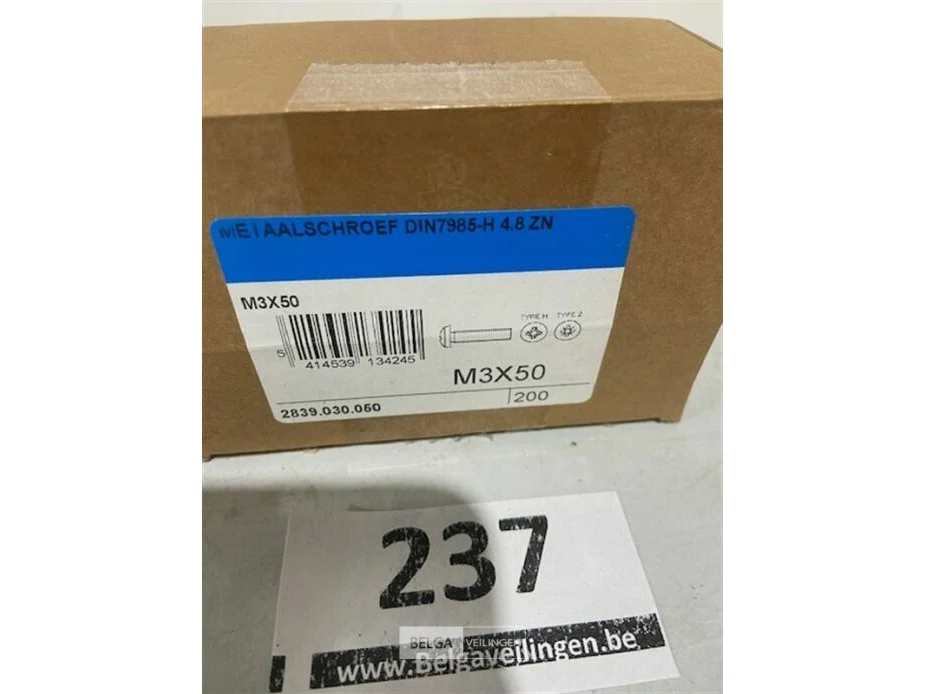 METAALSCHROEF DIN7985-H 4.8 ZN
M3X50
TYPE H TYPE Z
5 414539 134245
M3X50
2839.030.050 200
237
BELGA VEILINGEN
www.Belgaveilingen.be